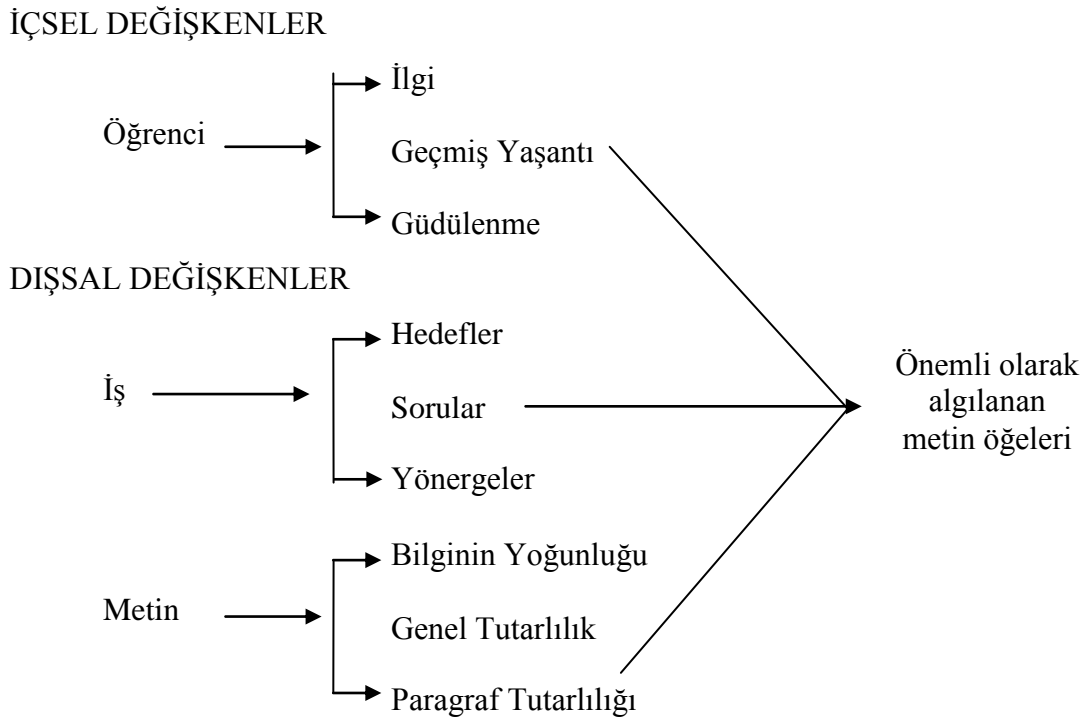 İÇSEL DEĞİŞKENLER
Öğrenci
İlgi
Geçmiş Yaşantı
Güdülenme
DIŞSAL DEĞİŞKENLER
İş
Hedefler
Sorular
Yönergeler
Metin
Bilginin Yoğunluğu
Genel Tutarlılık
Paragraf Tutarlılığı
Önemli olarak
algılanan
metin öğeleri